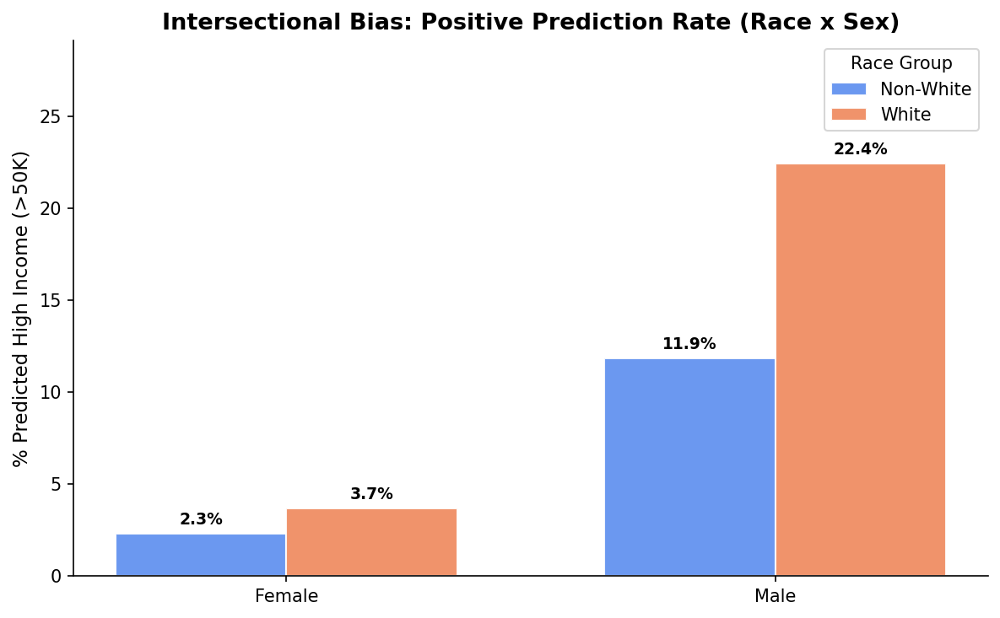 Intersectional Bias: Positive Prediction Rate (Race x Sex)
% Predicted High Income (>50K)
25
20
15
10
5
0
Race Group
Non-White
White
2.3%
3.7%
11.9%
22.4%
Female
Male